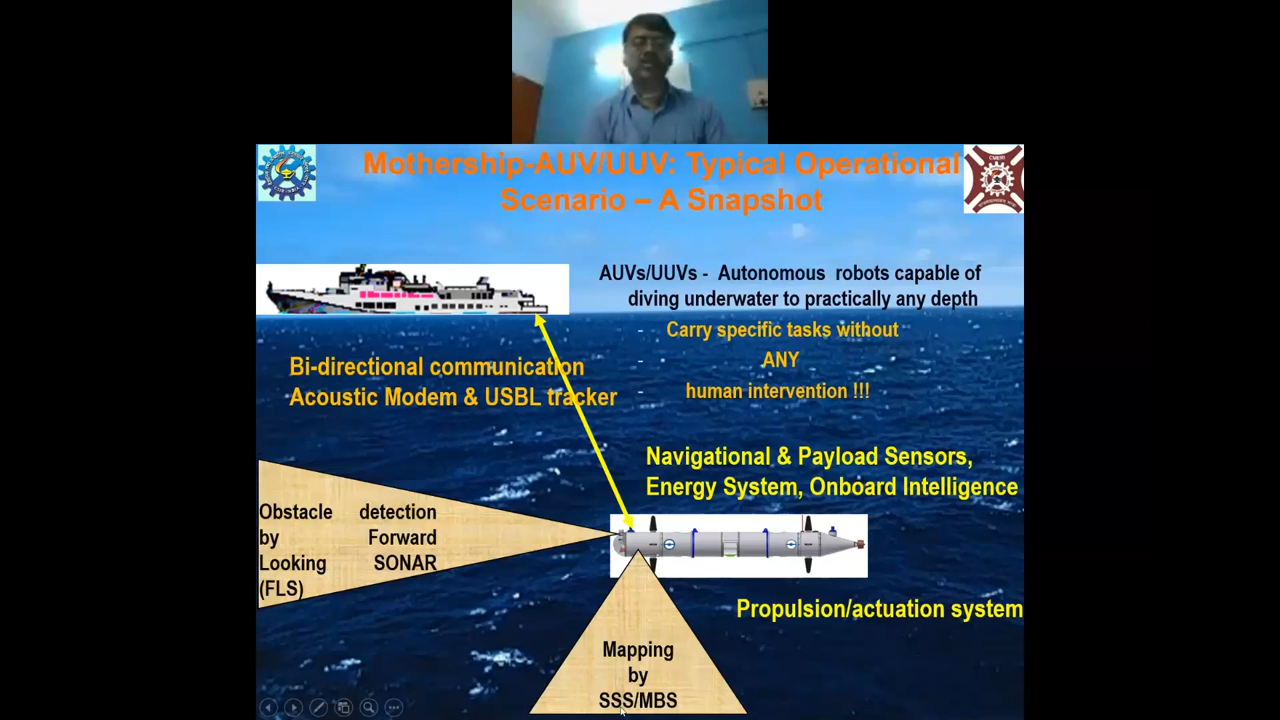 Mothership-AUV/UUV: Typical Operational
Scenario – A Snapshot
CMERI
AUVs/UUVs - Autonomous robots capable of
diving underwater to practically any depth
- Carry specific tasks without
- ANY
- human intervention !!!
Bi-directional communication
Acoustic Modem & USBL tracker
Navigational & Payload Sensors,
Energy System, Onboard Intelligence
Obstacle detection
by Forward
Looking SONAR
(FLS)
Propulsion/actuation system
Mapping
by
SSS/MBS